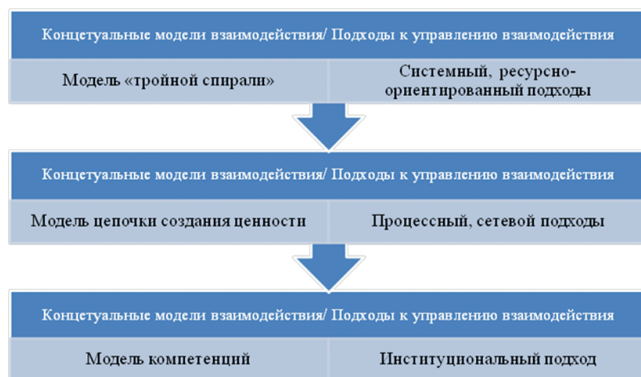 Концетуальные модели взаимодействия/ Подходы к управлению взаимодействия
Модель «тройной спирали»
Системный, ресурсно-
ориентированный подходы
Концетуальные модели взаимодействия/ Подходы к управлению взаимодействия
Модель цепочки создания ценности
Процессный, сетевой подходы
Концетуальные модели взаимодействия/ Подходы к управлению взаимодействия
Модель компетенций
Институциональный подход